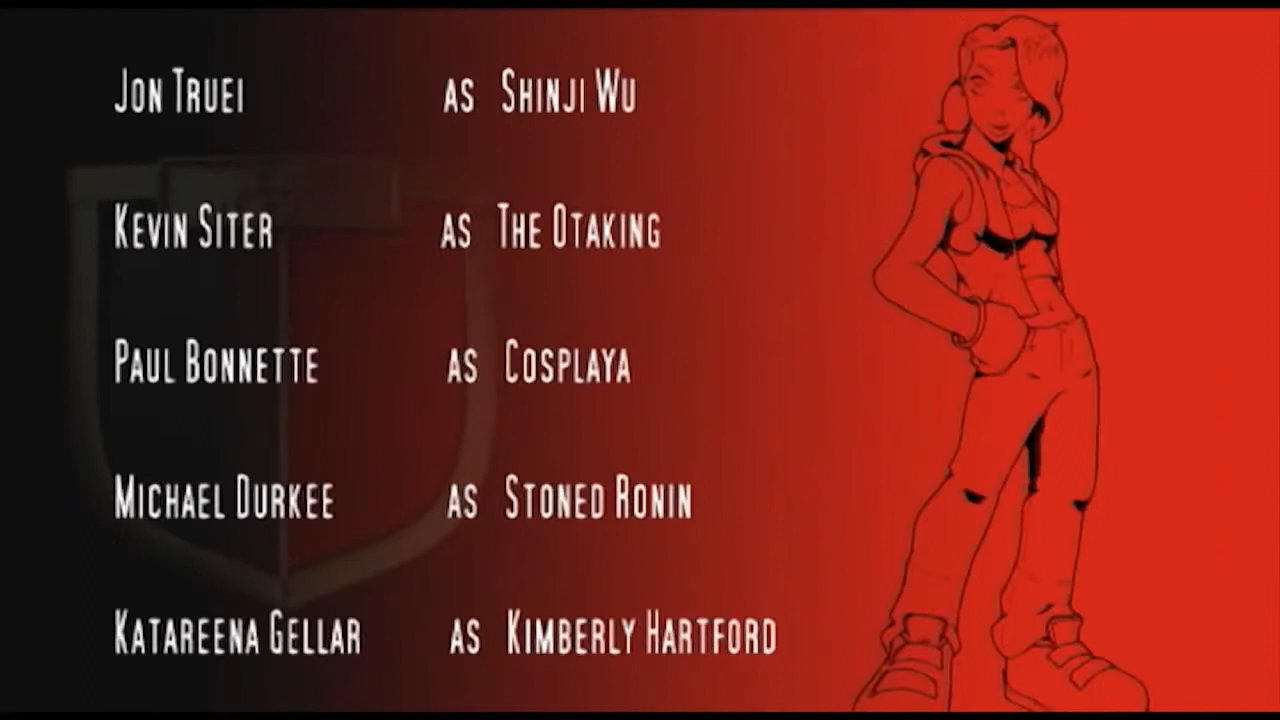 Jon Truei as Shinji Wu
Kevin Siter as The Otaking
Paul Bonnette as Cosplaya
Michael Durkee as Stoned Ronin
Katareena Gellar as Kimberly Hartford